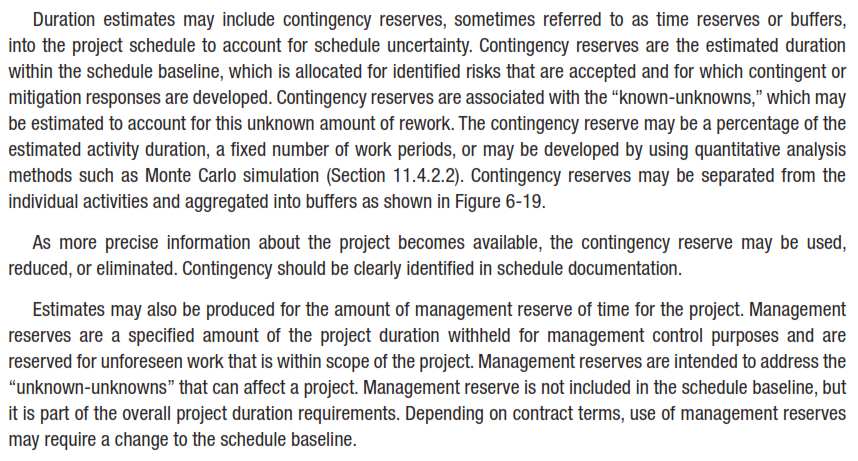 Duration estimates may include contingency reserves, sometimes referred to as time reserves or buffers,
into the project schedule to account for schedule uncertainty. Contingency reserves are the estimated duration
within the schedule baseline, which is allocated for identified risks that are accepted and for which contingent or
mitigation responses are developed. Contingency reserves are associated with the “known-unknowns,” which may
be estimated to account for this unknown amount of rework. The contingency reserve may be a percentage of the
estimated activity duration, a fixed number of work periods, or may be developed by using quantitative analysis
methods such as Monte Carlo simulation (Section 11.4.2.2). Contingency reserves may be separated from the
individual activities and aggregated into buffers as shown in Figure 6-19.
As more precise information about the project becomes available, the contingency reserve may be used,
reduced, or eliminated. Contingency should be clearly identified in schedule documentation.
Estimates may also be produced for the amount of management reserve of time for the project. Management
reserves are a specified amount of the project duration withheld for management control purposes and are
reserved for unforeseen work that is within scope of the project. Management reserves are intended to address the
“unknown-unknowns” that can affect a project. Management reserve is not included in the schedule baseline, but
it is part of the overall project duration requirements. Depending on contract terms, use of management reserves
may require a change to the schedule baseline.